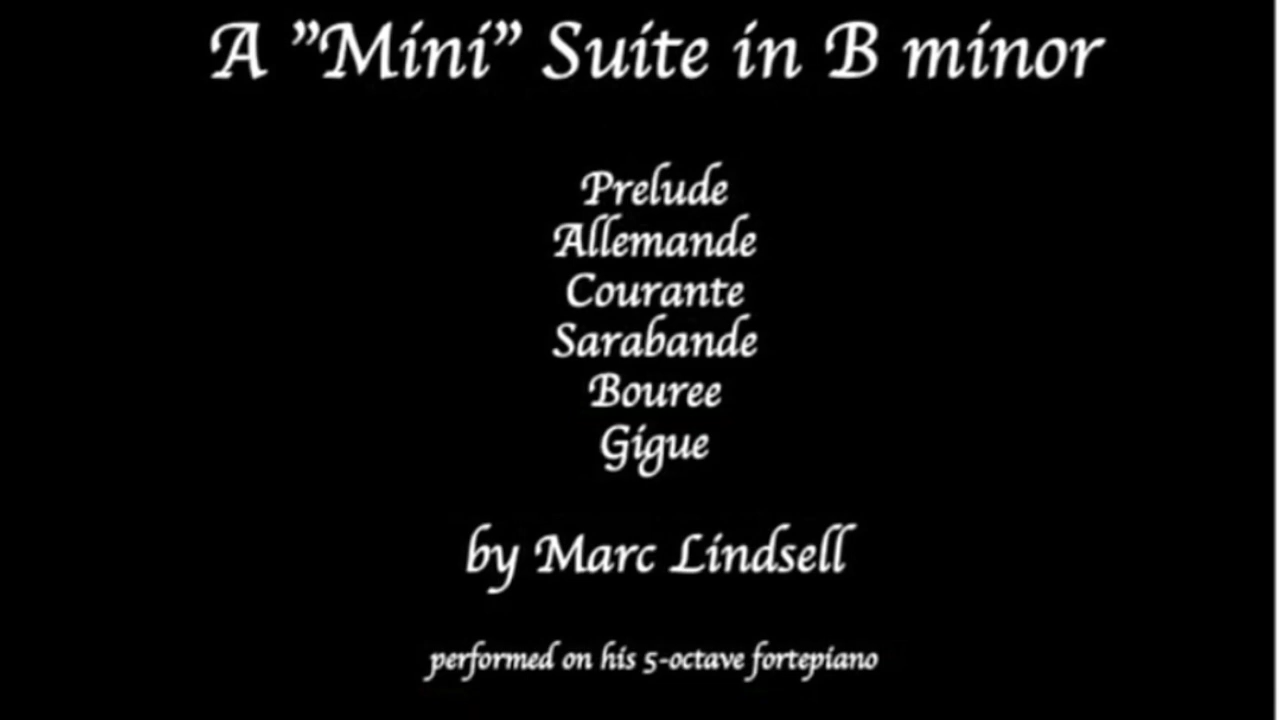 A ”Mini” Suite in B minor
Prelude
Allemande
Courante
Sarabande
Bouree
Gigue
by Marc Lindsell
performed on his 5-octave fortepiano